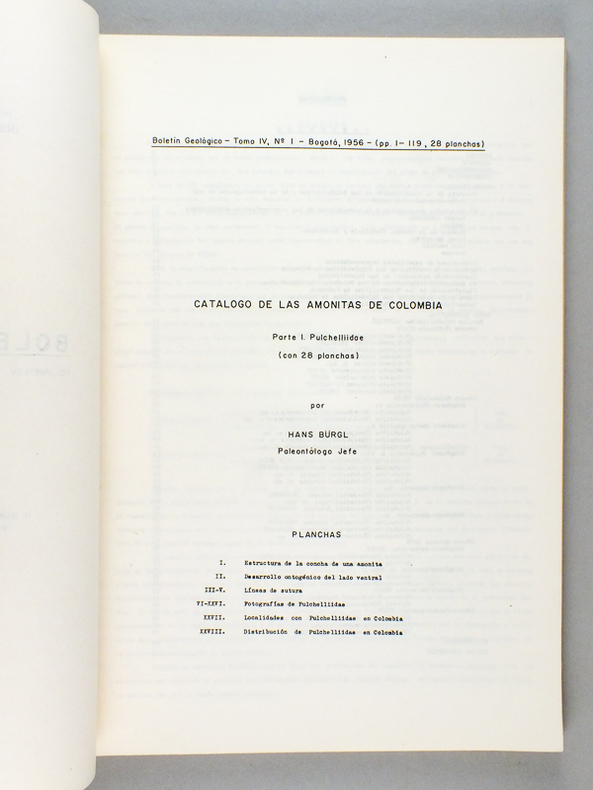 Boletín Geológico – Tomo IV, Nº 1 – Bogotá, 1956 – (pp. 1– 119, 28 planchas)
CATALOGO DE LAS AMONITAS DE COLOMBIA
Parte I. Pulchelliidae
(con 28 planchas)
por
HANS BÜRGL
Paleontólogo Jefe
PLANCHAS
I. Estructura de la concha de una amonita
II. Desarrollo ontogénico del lado ventral
III-V. Líneas de sutura
VI-XXVI. Fotografías de Pulchelliidae
XXVII. Localidades con Pulchelliidas en Colombia
XXVIII. Distribución de Pulchelliidas en Colombia